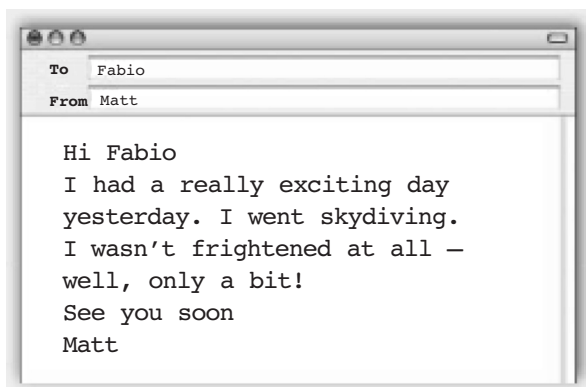 To Fabio
From Matt
Hi Fabio
I had a really exciting day
yesterday. I went skydiving.
I wasn't frightened at all –
well, only a bit!
See you soon
Matt